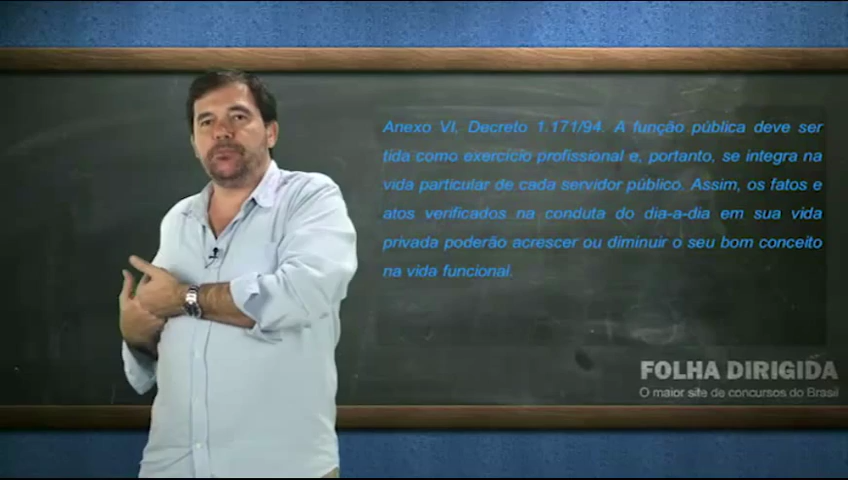 Anexo VI, Decreto 1.171/94. A função pública deve ser
tida como exercício profissional e, portanto, se integra na
vida particular de cada servidor público. Assim, os fatos e
atos verificados na conduta do dia-a-dia em sua vida
privada poderão acrescer ou diminuir o seu bom conceito
na vida funcional.
FOLHA DIRIGIDA
O maior site de concursos do Brasil